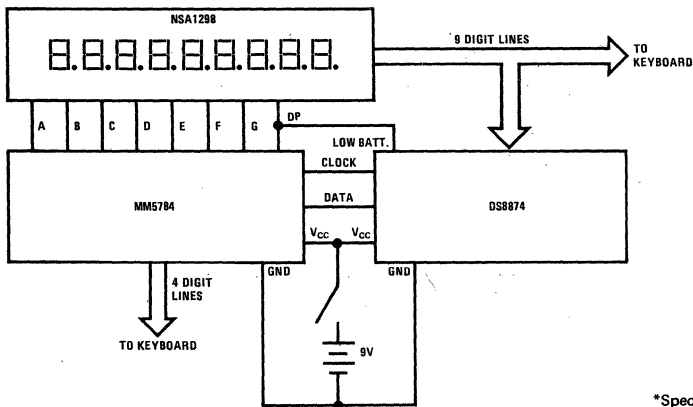 NSA1298
9 DIGIT LINES
TO
KEYBOARD
A B C D E F G DP
LOW BATT.
CLOCK
MM5784
DATA
DS8874
VCC VCC
GND GND
4 DIGIT
LINES
TO KEYBOARD
9V
*Spec